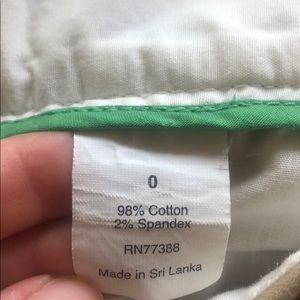 0
98% Cotton
2% Spandex
RN77388
Made in Sri Lanka